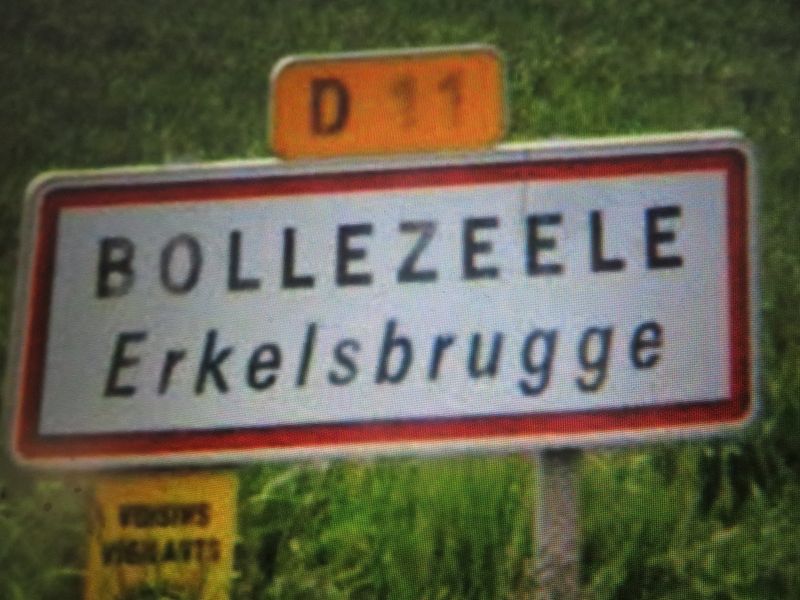 D 11
BOLLEZEELE
Erkelsbrugge
VOISINS
VIGILANTS